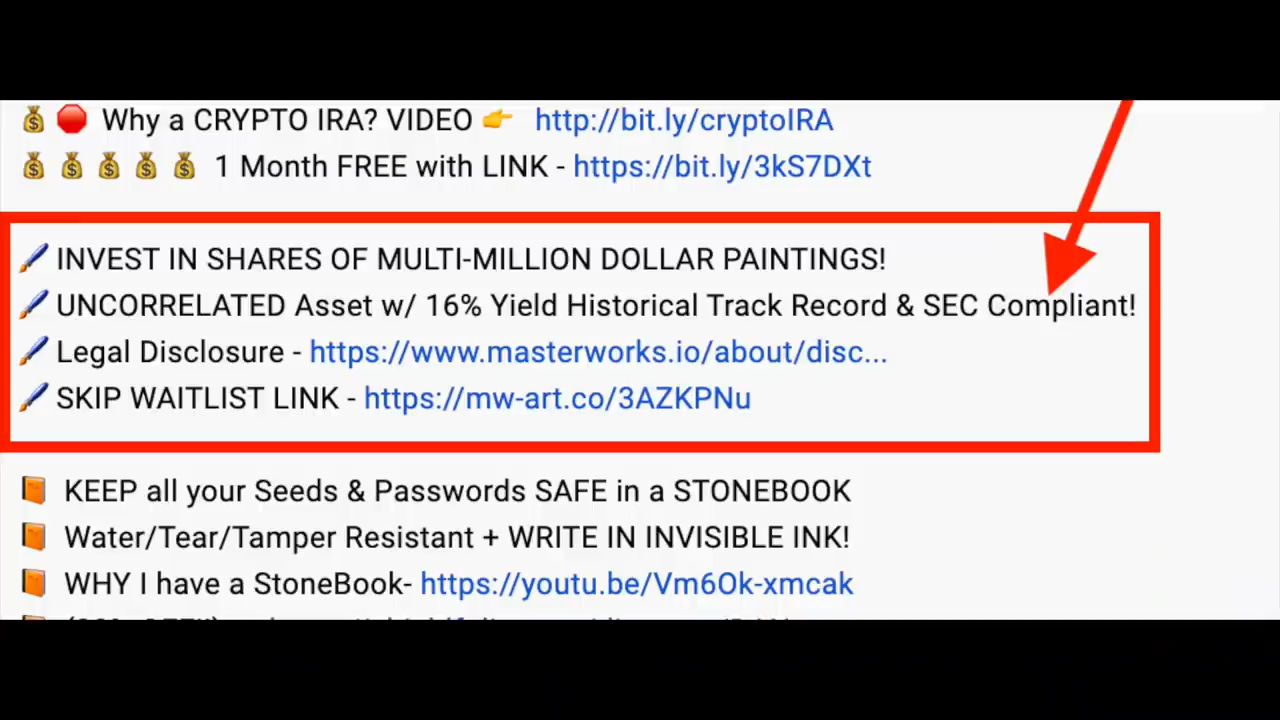 💰🛑 Why a CRYPTO IRA? VIDEO 👉 http://bit.ly/cryptoIRA
💰💰💰💰💰 1 Month FREE with LINK - https://bit.ly/3kS7DXt
🖌️INVEST IN SHARES OF MULTI-MILLION DOLLAR PAINTINGS!
🖌️UNCORRELATED Asset w/ 16% Yield Historical Track Record & SEC Compliant!
🖌️Legal Disclosure - https://www.masterworks.io/about/disc...
🖌️SKIP WAITLIST LINK - https://mw-art.co/3AZKPNu
📙 KEEP all your Seeds & Passwords SAFE in a STONEBOOK
📙 Water/Tear/Tamper Resistant + WRITE IN INVISIBLE INK!
📙 WHY I have a StoneBook- https://youtu.be/Vm6Ok-xmcak